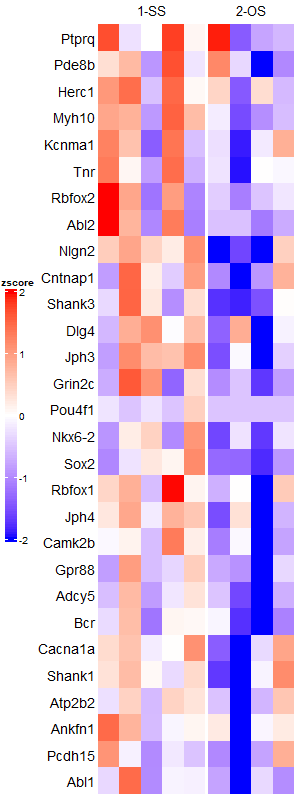 1-SS 2-OS
Ptprq
Pde8b
Herc1
Myh10
Kcnma1
Tnr
Rbfox2
Abl2
Nlgn2
Cntnap1
zscore
2
Shank3
Dlg4
1
Jph3
Grin2c
0
Pou4f1
Nkx6-2
Sox2
-1
Rbfox1
Jph4
-2
Camk2b
Gpr88
Adcy5
Bcr
Cacna1a
Shank1
Atp2b2
Ankfn1
Pcdh15
Abl1